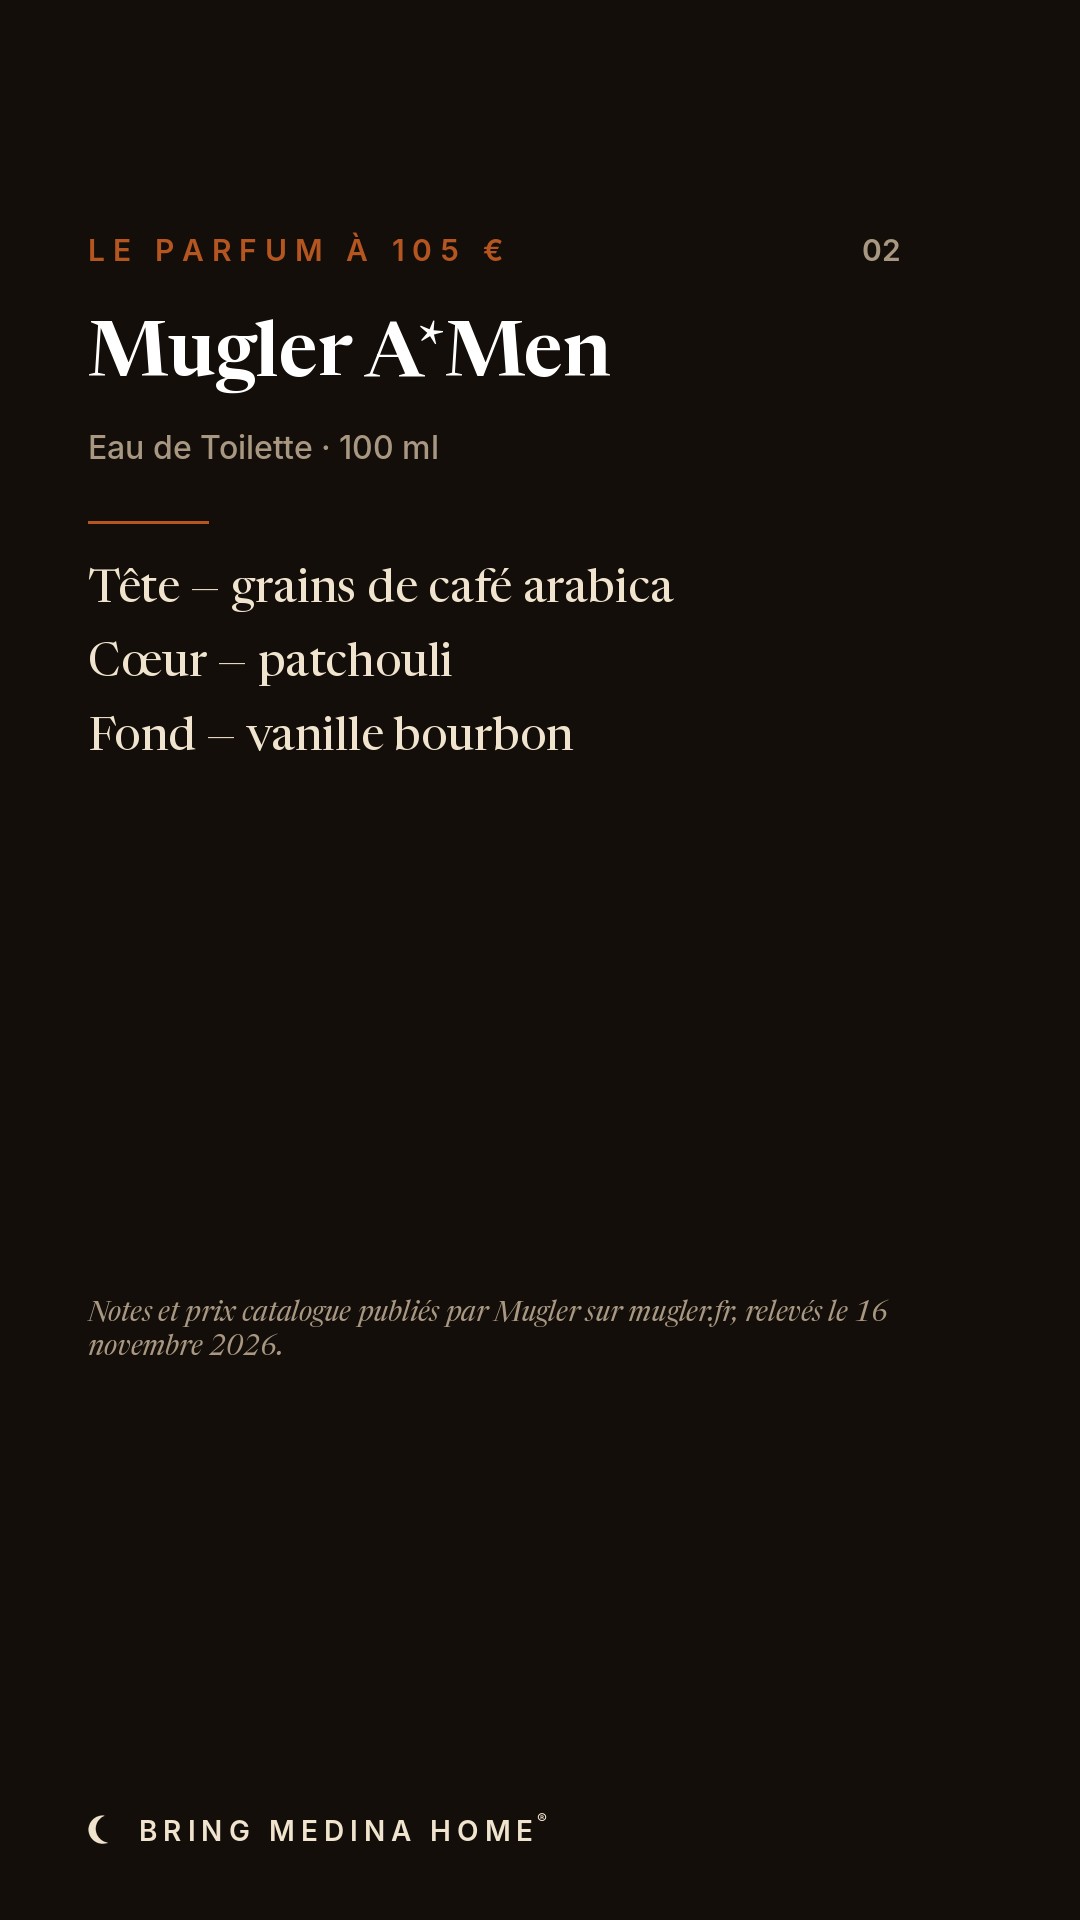 LE PARFUM À 105 €
02
Mugler A*Men
Eau de Toilette · 100 ml
Tête – grains de café arabica
Cœur – patchouli
Fond – vanille bourbon
Notes et prix catalogue publiés par Mugler sur mugler.fr, relevés le 16
novembre 2026.
BRING MEDINA HOME®